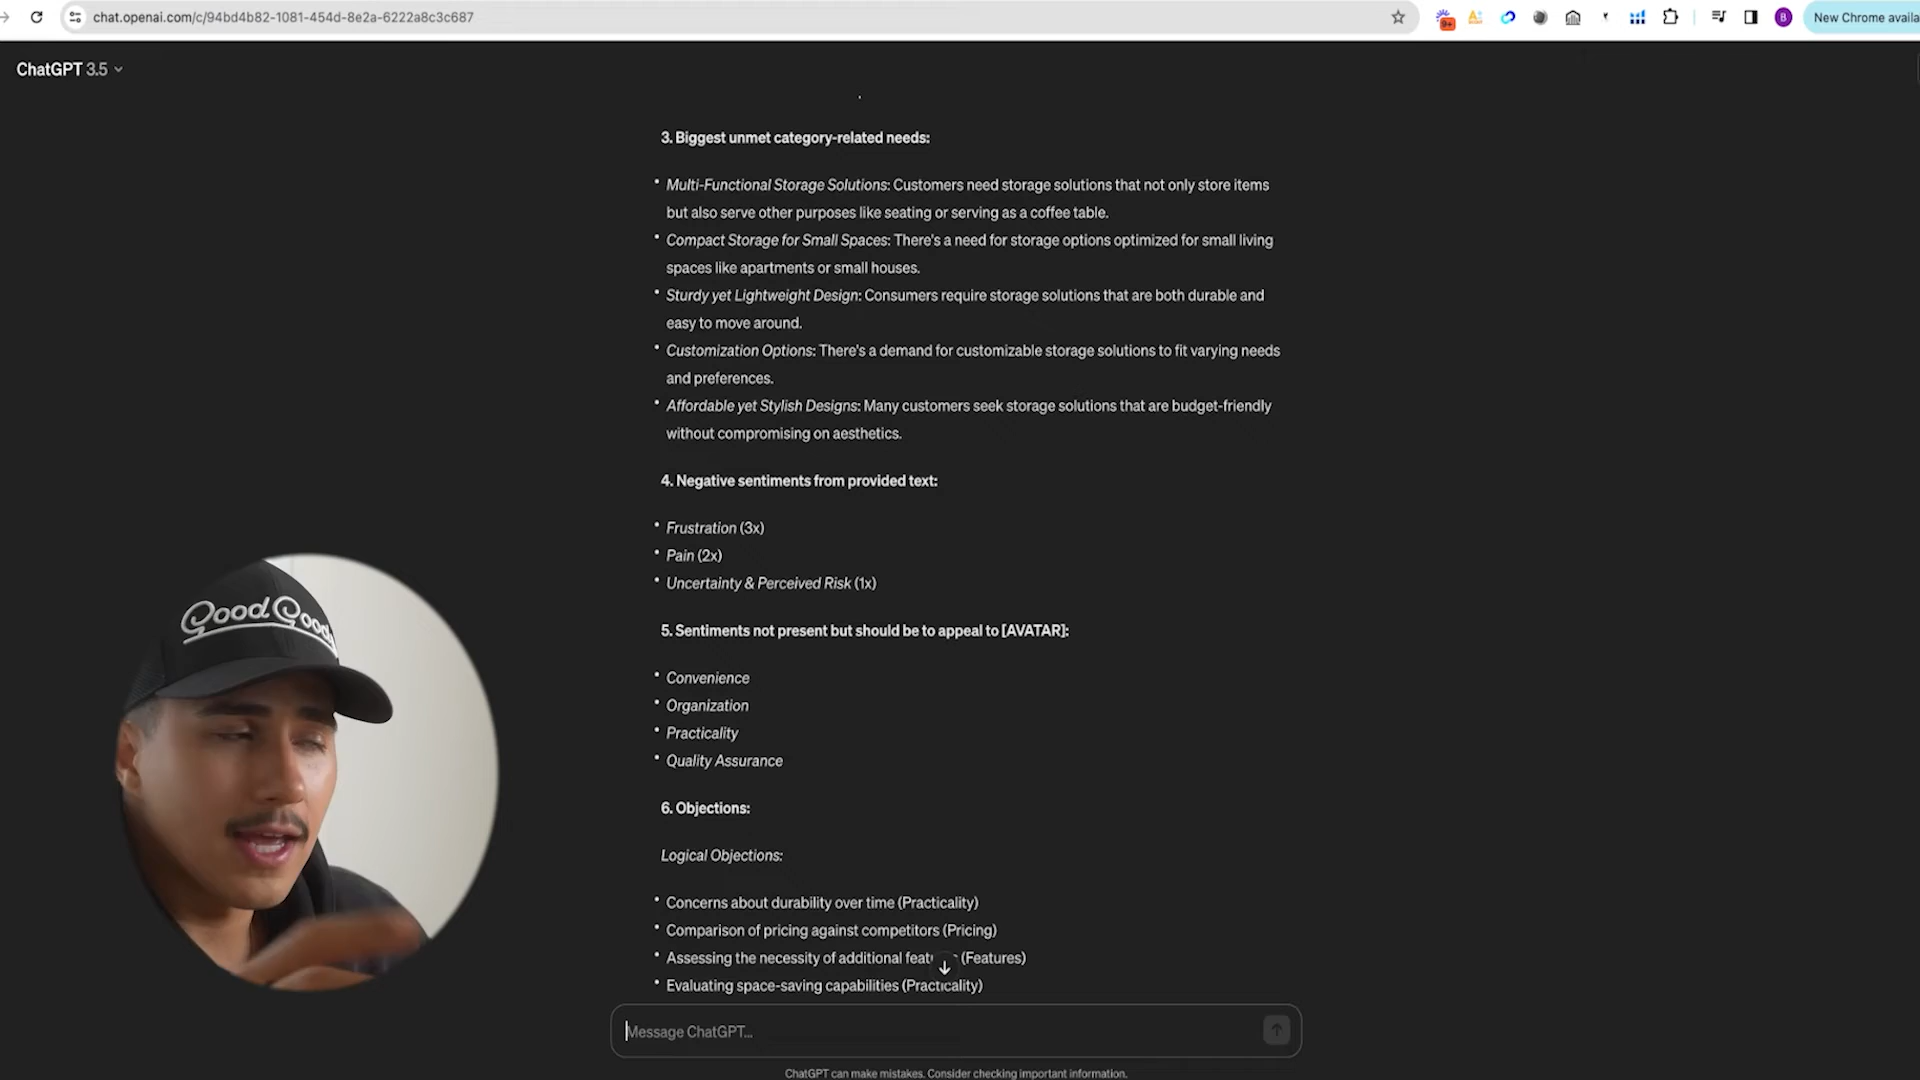 chat.openai.com/c/94bd4b82-1081-454d-8e2a-6222a8c3c687
9+
B
New Chrome availa
ChatGPT 3.5
3. Biggest unmet category-related needs:
• Multi-Functional Storage Solutions: Customers need storage solutions that not only store items
but also serve other purposes like seating or serving as a coffee table.
• Compact Storage for Small Spaces: There's a need for storage options optimized for small living
spaces like apartments or small houses.
• Sturdy yet Lightweight Design: Consumers require storage solutions that are both durable and
easy to move around.
• Customization Options: There's a demand for customizable storage solutions to fit varying needs
and preferences.
• Affordable yet Stylish Designs: Many customers seek storage solutions that are budget-friendly
without compromising on aesthetics.
4. Negative sentiments from provided text:
• Frustration (3x)
• Pain (2x)
• Uncertainty & Perceived Risk (1x)
5. Sentiments not present but should be to appeal to [AVATAR]:
• Convenience
• Organization
• Practicality
• Quality Assurance
6. Objections:
Logical Objections:
• Concerns about durability over time (Practicality)
• Comparison of pricing against competitors (Pricing)
• Assessing the necessity of additional (Features)
• Evaluating space-saving capabilities (Practicality)
Good Good
Message ChatGPT...
ChatGPT can make mistakes. Consider checking important information.